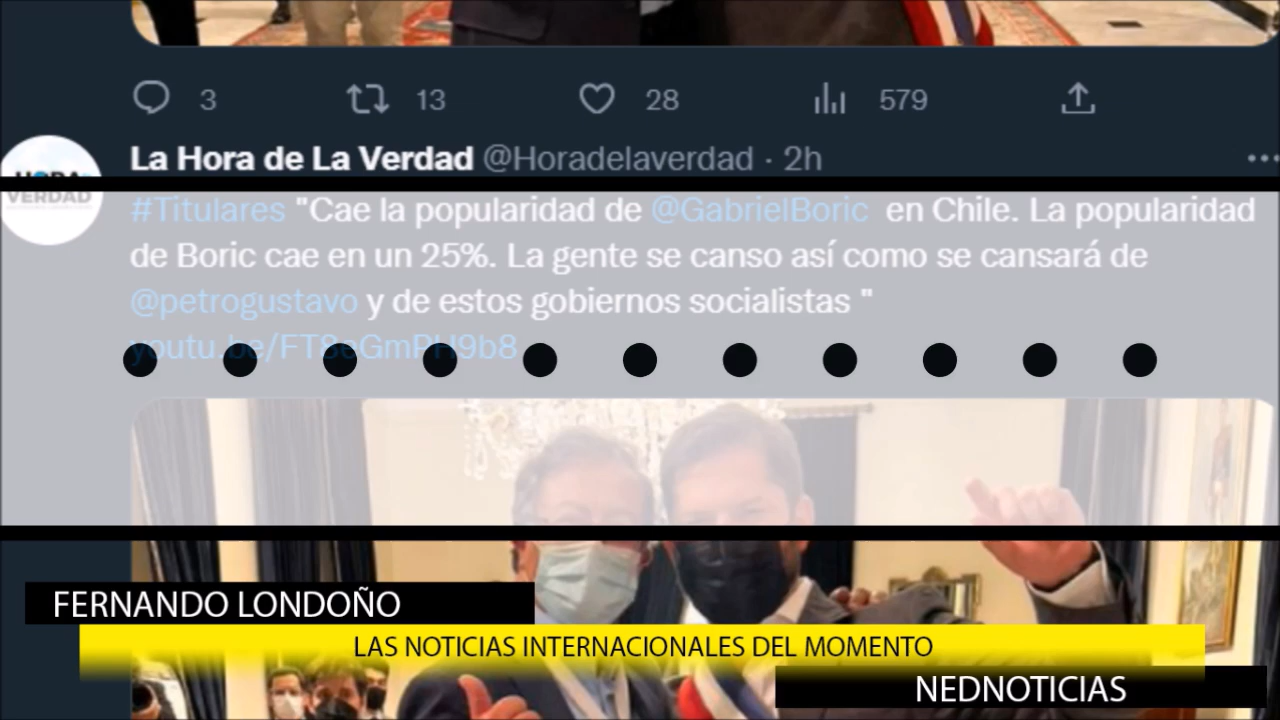 3 13 28 579
La Hora de La Verdad @Horadelaverdad · 2h
HORA
VERDAD
#Titulares "Cae la popularidad de @GabrielBoric en Chile. La popularidad
de Boric cae en un 25%. La gente se canso así como se cansará de
@petrogustavo y de estos gobiernos socialistas "
FERNANDO LONDOÑO
LAS NOTICIAS INTERNACIONALES DEL MOMENTO
NEDNOTICIAS